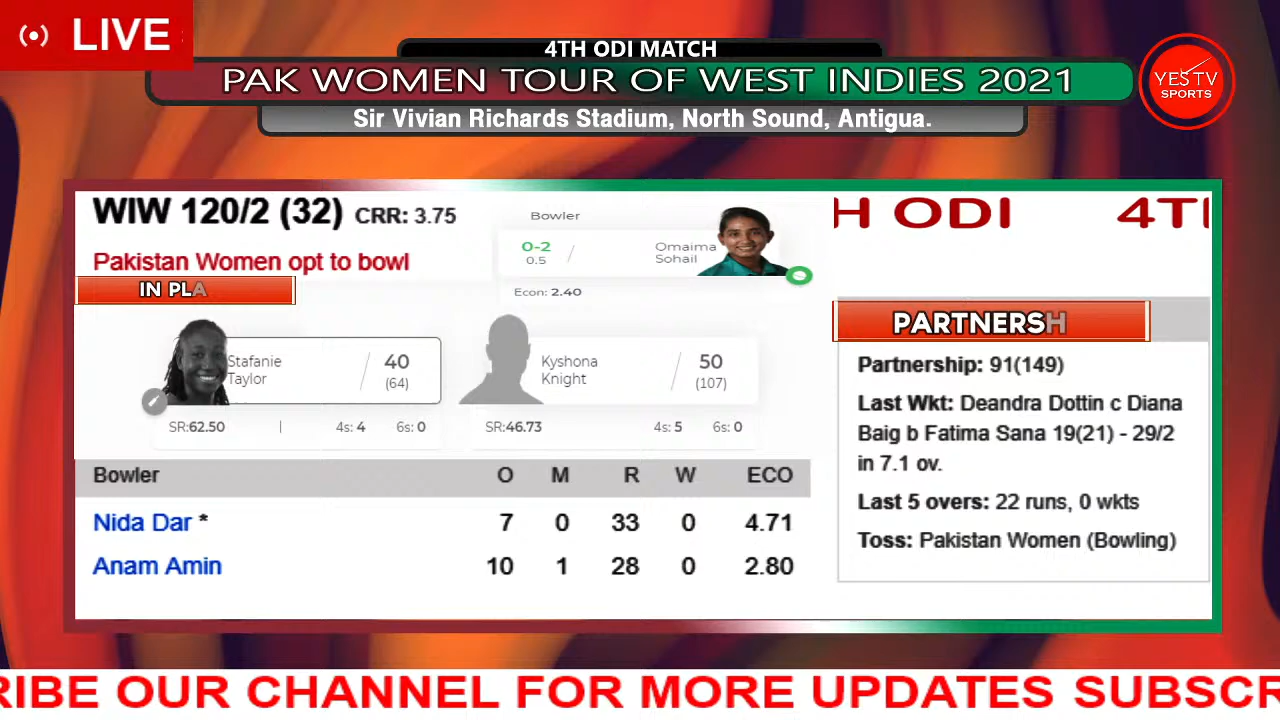 LIVE
4TH ODI MATCH
PAK WOMEN TOUR OF WEST INDIES 2021
Sir Vivian Richards Stadium, North Sound, Antigua.
YES TV
SPORTS
WIW 120/2 (32) CRR: 3.75
Pakistan Women opt to bowl
IN PLA
Bowler
0-2
0.5
/
Omaima
Sohail
Econ: 2.40
H ODI 4TH
Stafanie
Taylor
/
40
(64)
SR:62.50 | 4s: 4 6s: 0
Kyshona
Knight
/
50
(107)
SR:46.73 4s: 5 6s: 0
Bowler O M R W ECO
Nida Dar * 7 0 33 0 4.71
Anam Amin 10 1 28 0 2.80
PARTNERSH
Partnership: 91(149)
Last Wkt: Deandra Dottin c Diana
Baig b Fatima Sana 19(21) - 29/2
in 7.1 ov.
Last 5 overs: 22 runs, 0 wkts
Toss: Pakistan Women (Bowling)
RIBE OUR CHANNEL FOR MORE UPDATES SUBSCR